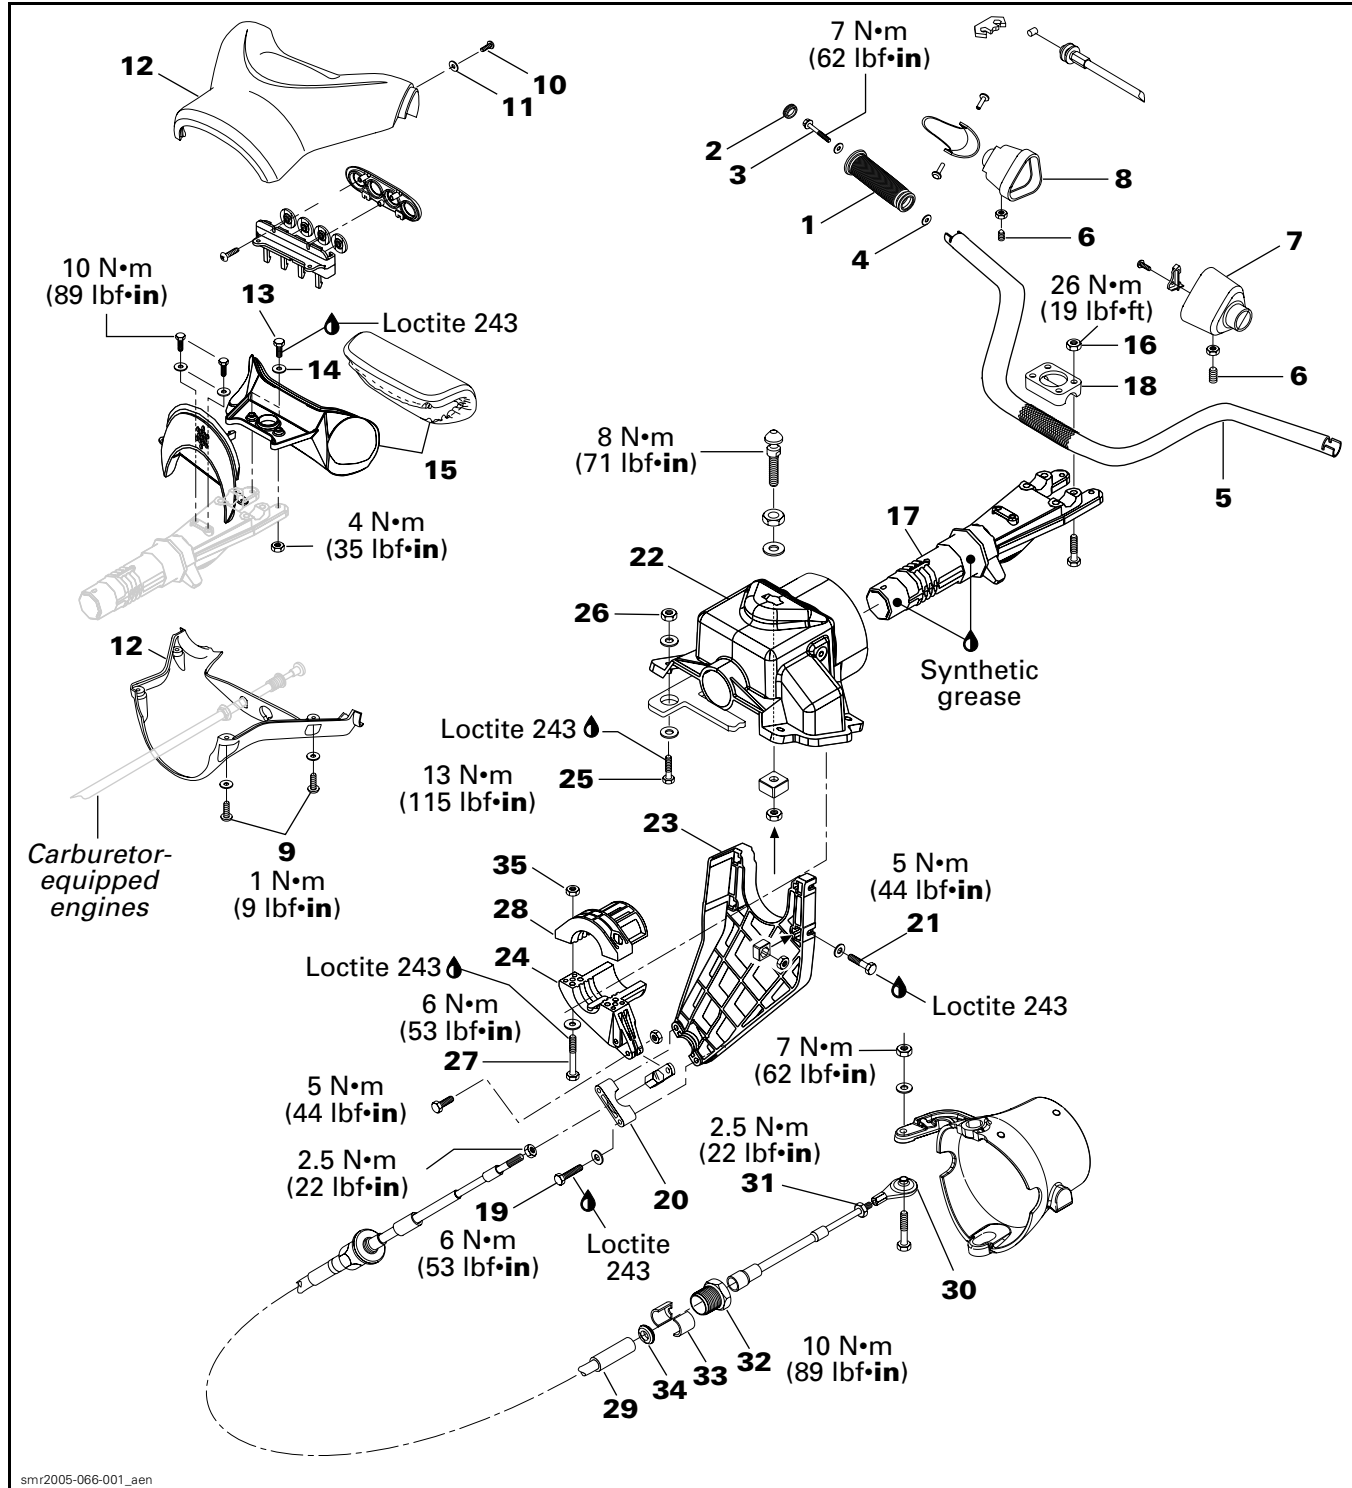 12
10
11
7 N•m
(62 lbf•in)
2
3
1
4
8
6
7
6
10 N•m
(89 lbf•in)
13
Loctite 243
14
15
26 N•m
(19 lbf•ft)
16
18
5
8 N•m
(71 lbf•in)
4 N•m
(35 lbf•in)
17
22
26
Synthetic
grease
12
Loctite 243
13 N•m
(115 lbf•in)
25
23
Carburetor-
equipped
engines
9
1 N•m
(9 lbf•in)
35
28
24
5 N•m
(44 lbf•in)
21
Loctite 243
Loctite 243
6 N•m
(53 lbf•in)
27
7 N•m
(62 lbf•in)
5 N•m
(44 lbf•in)
2.5 N•m
(22 lbf•in)
2.5 N•m
(22 lbf•in)
31
19
20
6 N•m
(53 lbf•in)
Loctite
243
30
10 N•m
(89 lbf•in)
32
33
34
29
smr2005-066-001_aen